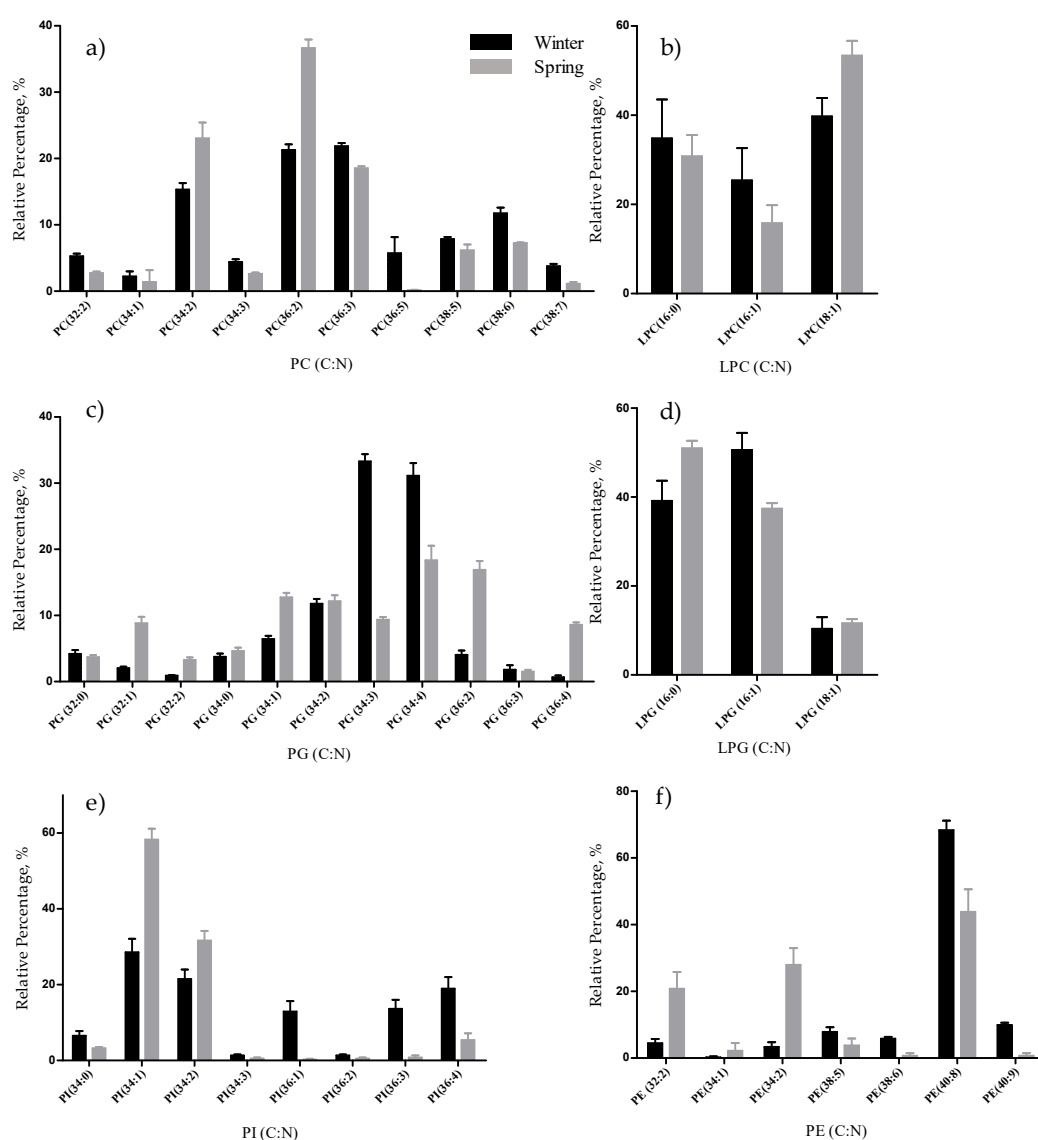 a)
Winter
Spring
Relative Percentage, %
40
30
20
10
0
PC(32:2)
PC(34:1)
PC(34:2)
PC(34:3)
PC(36:2)
PC(36:3)
PC(36:5)
PC(38:5)
PC(38:6)
PC(38:7)
PC (C:N)
b)
Relative Percentage, %
60
40
20
0
LPC(16:0)
LPC(16:1)
LPC(18:1)
LPC (C:N)
c)
Relative Percentage, %
40
30
20
10
0
PG (32:0)
PG (32:1)
PG (32:2)
PG (34:0)
PG (34:1)
PG (34:2)
PG (34:3)
PG (34:4)
PG (36:2)
PG (36:3)
PG (36:4)
PG (C:N)
d)
Relative Percentage, %
60
40
20
0
LPG (16:0)
LPG (16:1)
LPG (18:1)
LPG (C:N)
e)
Relative Percentage, %
60
40
20
0
PI(34:0)
PI(34:1)
PI(34:2)
PI(34:3)
PI(36:1)
PI(36:2)
PI(36:3)
PI(36:4)
PI (C:N)
f)
Relative Percentage, %
80
60
40
20
0
PE (32:2)
PE(34:1)
PE(34:2)
PE(38:5)
PE(38:6)
PE(40:8)
PE(40:9)
PE (C:N)